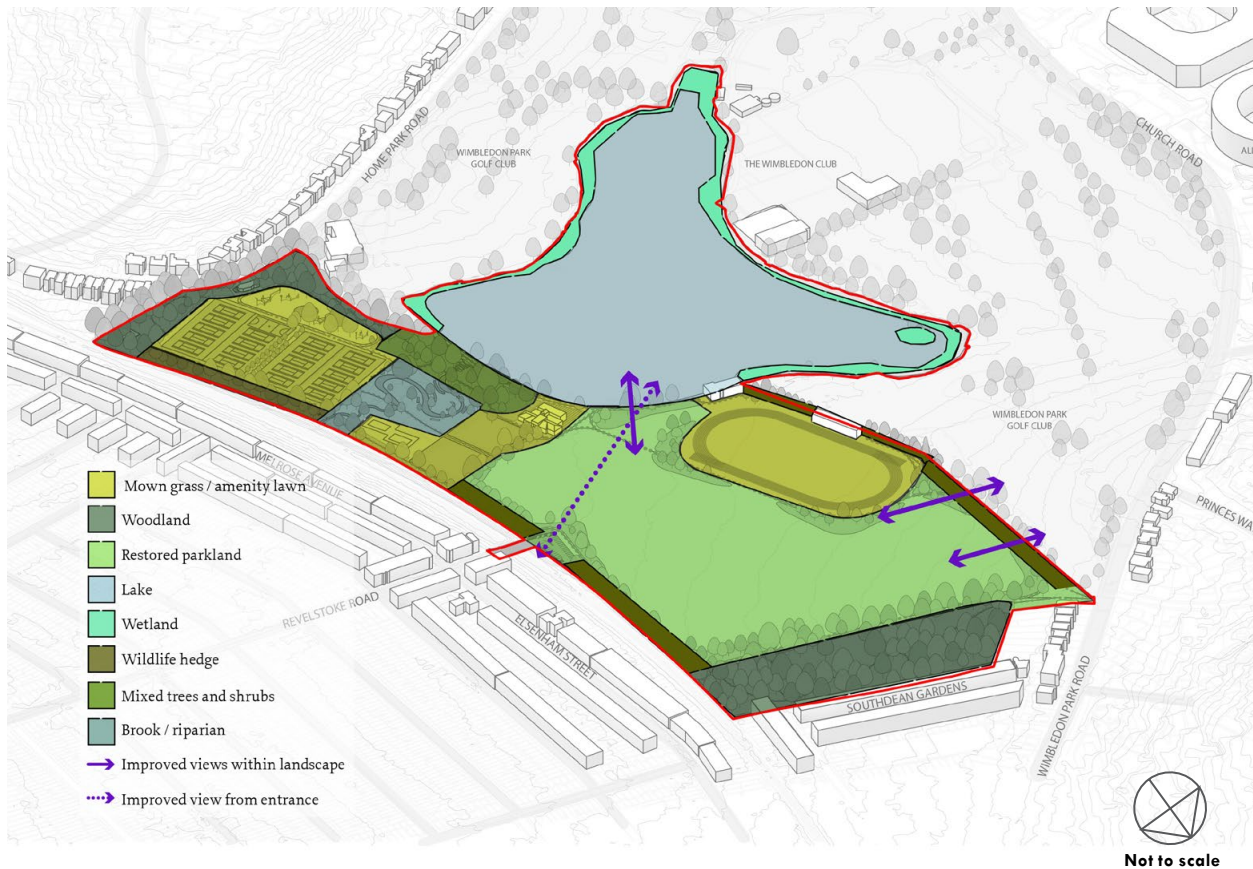 HOME PARK ROAD
WIMBLEDON PARK
GOLF CLUB
THE WIMBLEDON CLUB
CHURCH ROAD
WIMBLEDON PARK
GOLF CLUB
MELROSE AVENUE
REVELSTOKE ROAD
ELSENHAM STREET
SOUTHDEAN GARDENS
WIMBLEDON PARK ROAD
Mown grass / amenity lawn
Woodland
Restored parkland
Lake
Wetland
Wildlife hedge
Mixed trees and shrubs
Brook / riparian
Improved views within landscape
Improved view from entrance
Not to scale